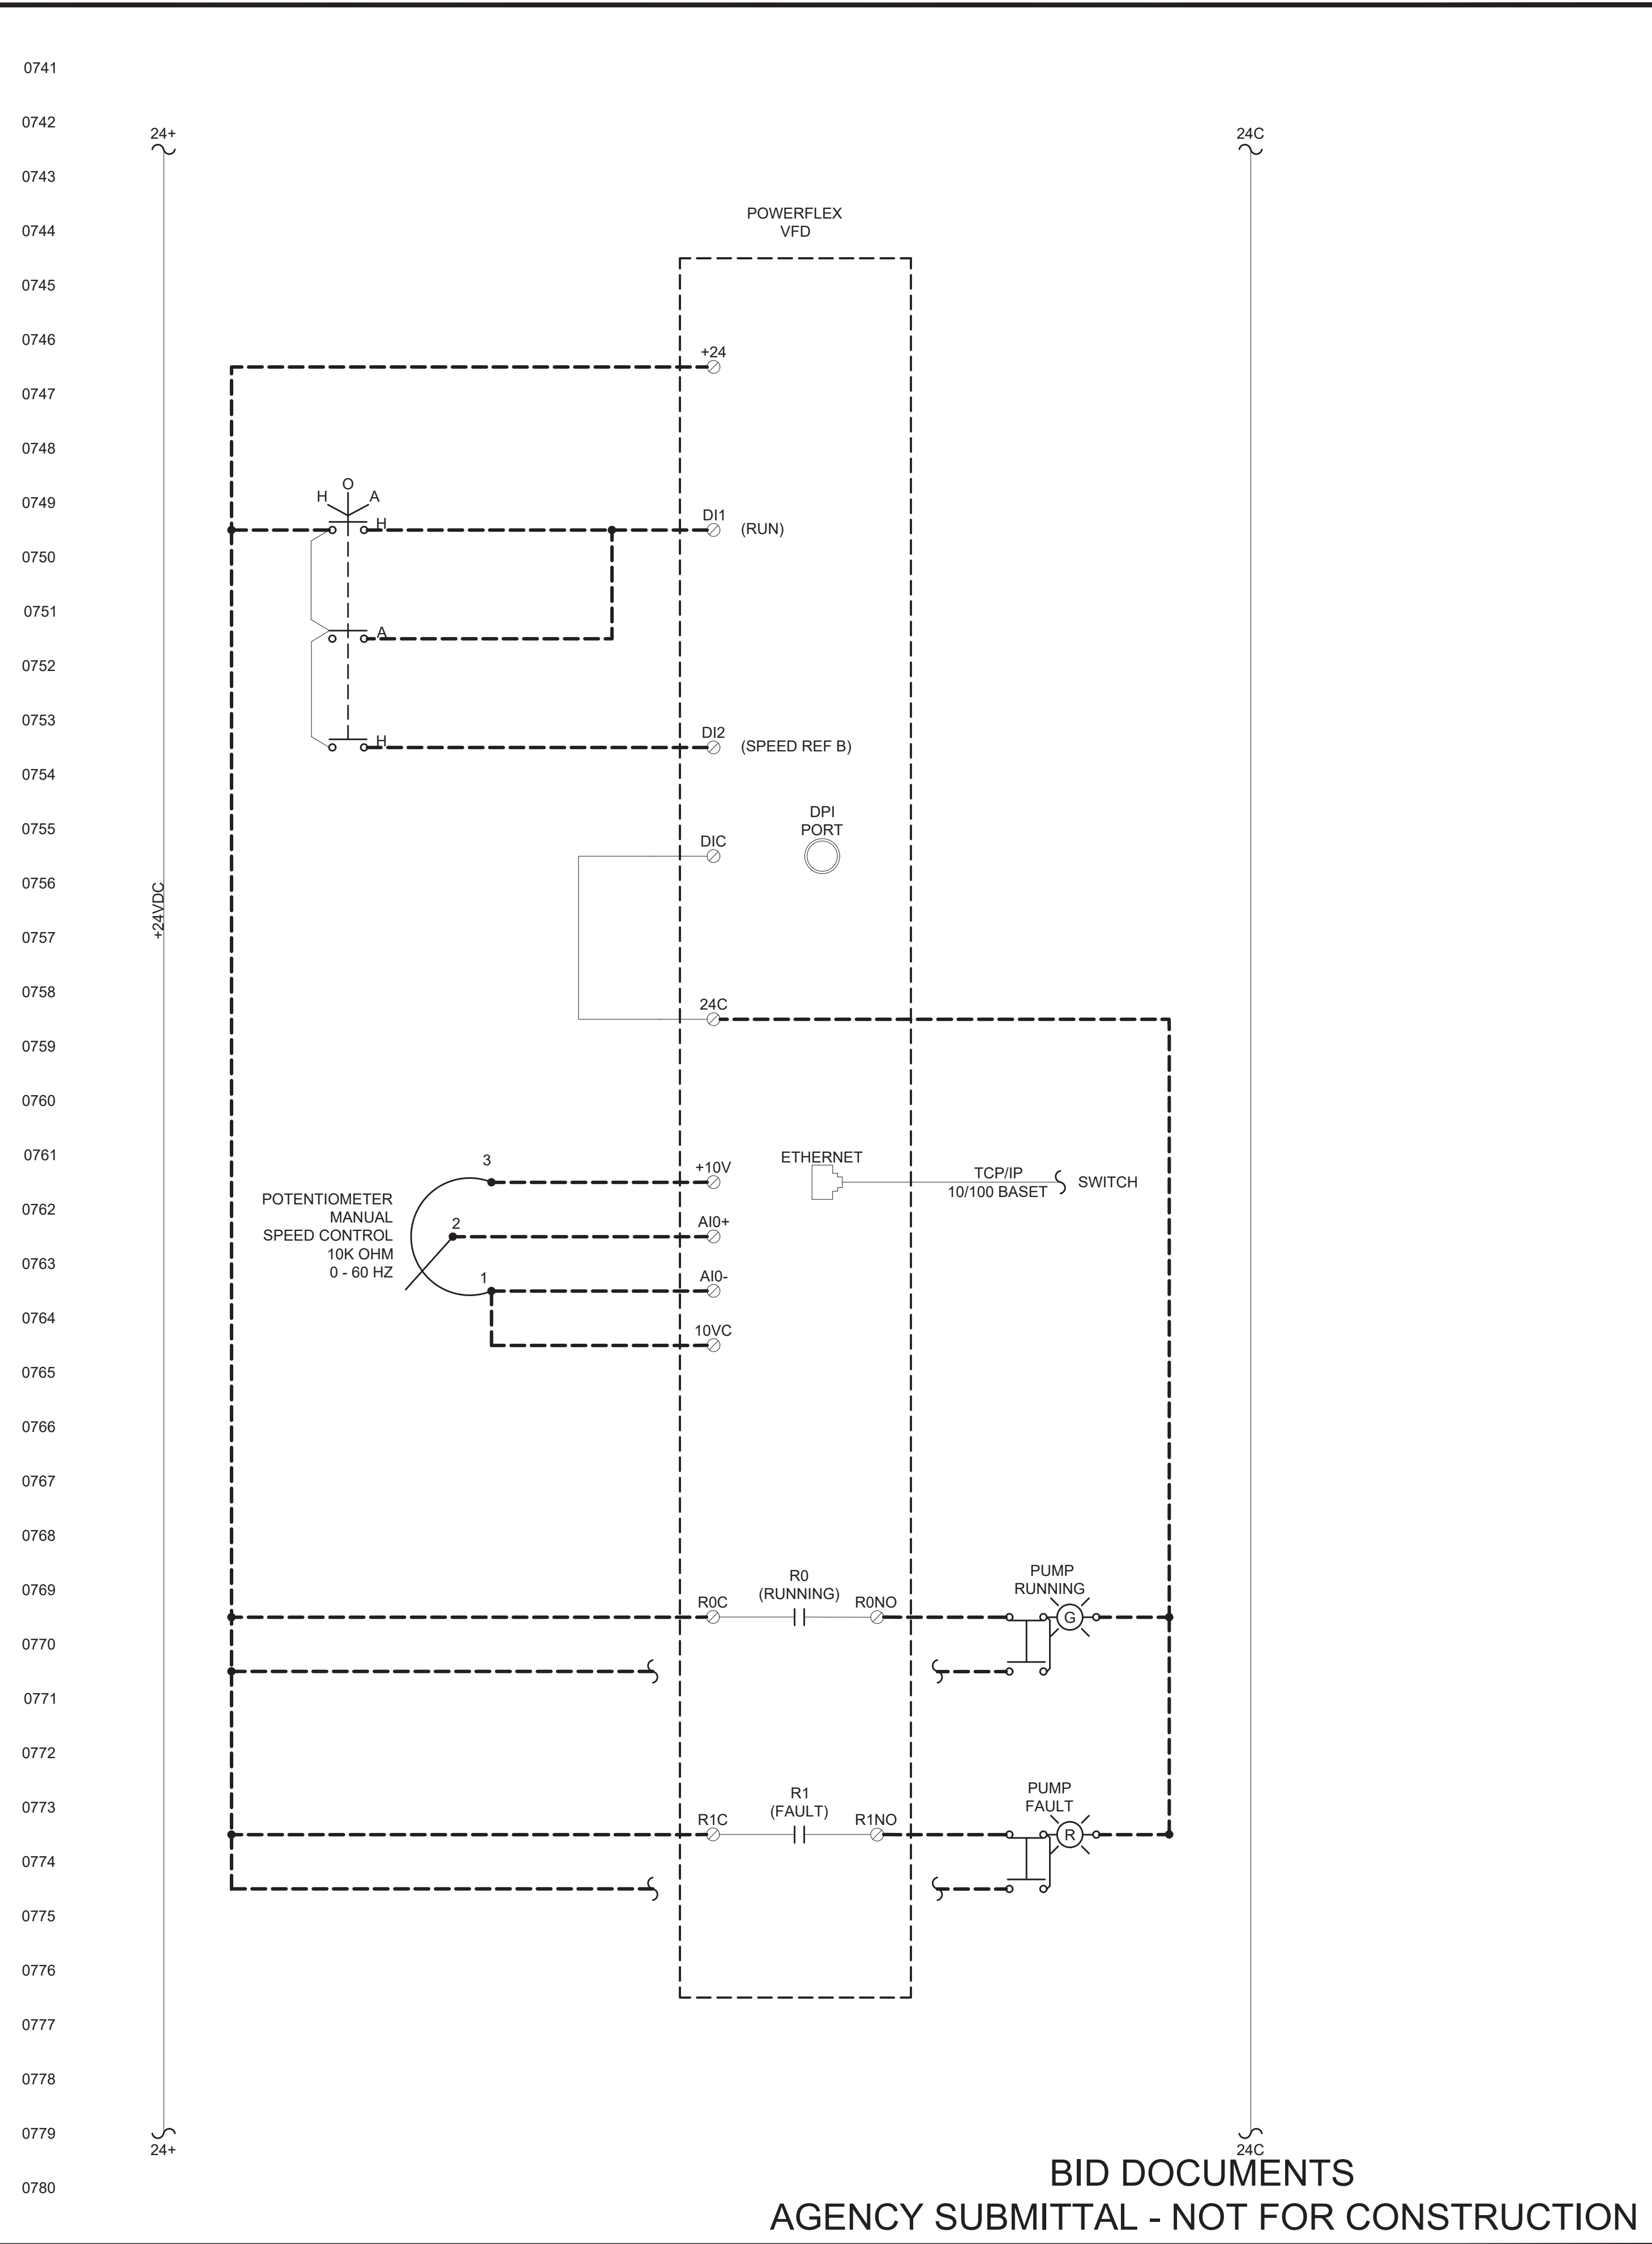 0741
0742
24+
24C
0743
0744
POWERFLEX
VFD
0745
0746
+24
0747
0748
O
H A
0749
H
DI1 (RUN)
0750
0751
A
0752
0753
H
DI2 (SPEED REF B)
0754
0755
DPI
PORT
DIC
0756
+24VDC
0757
0758
24C
0759
0760
0761
3
+10V
ETHERNET
TCP/IP
10/100 BASET
SWITCH
POTENTIOMETER
MANUAL
SPEED CONTROL
10K OHM
0 - 60 HZ
0762
2
AI0+
0763
1
AI0-
0764
10VC
0765
0766
0767
0768
0769
R0
(RUNNING)
PUMP
RUNNING
R0C
R0NO
G
0770
0771
0772
0773
R1
(FAULT)
PUMP
FAULT
R1C
R1NO
R
0774
0775
0776
0777
0778
0779
24+
24C
0780
BID DOCUMENTS
AGENCY SUBMITTAL - NOT FOR CONSTRUCTION